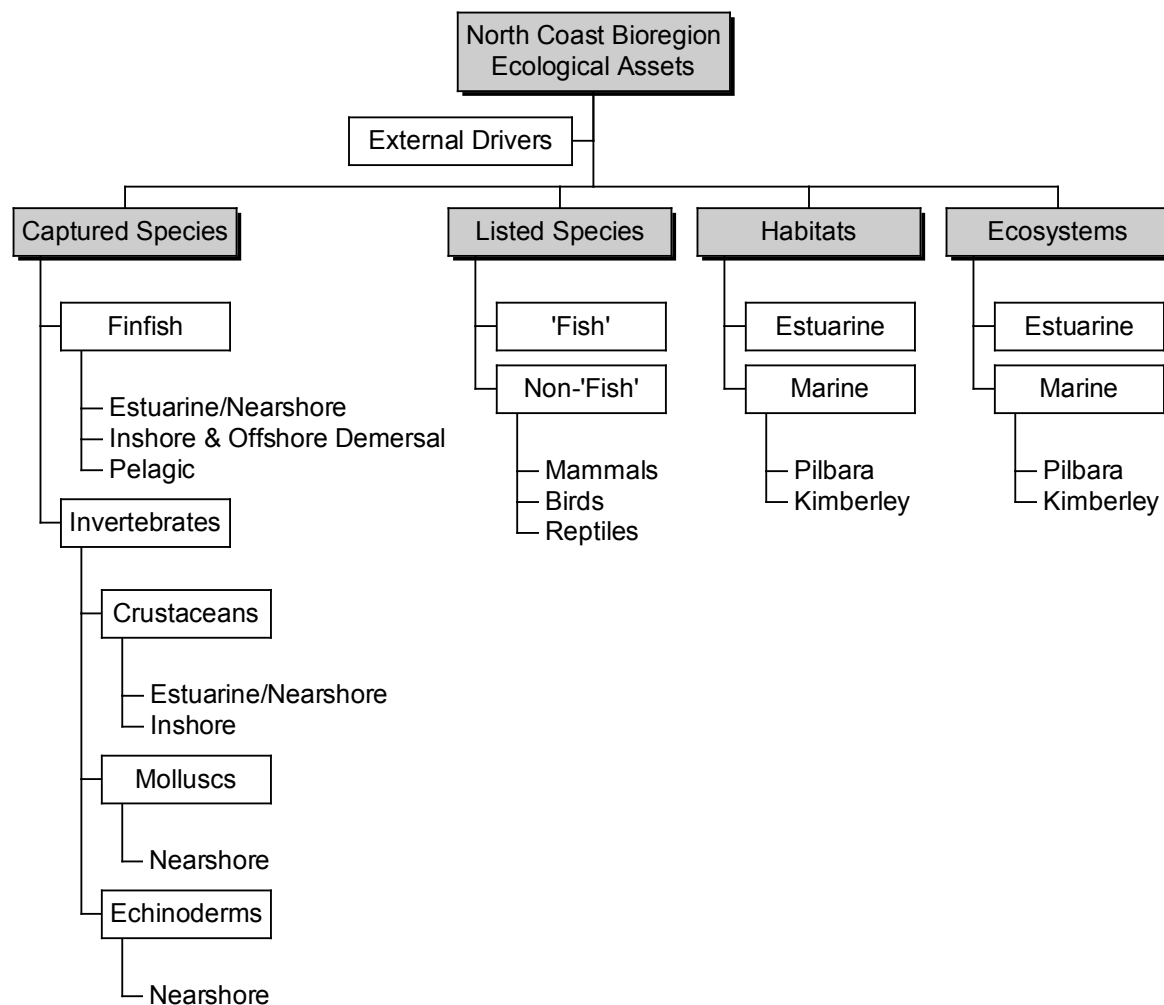 North Coast Bioregion
Ecological Assets
External Drivers
Captured Species
Listed Species
Habitats
Ecosystems
Finfish
Estuarine/Nearshore
Inshore & Offshore Demersal
Pelagic
Invertebrates
Crustaceans
Estuarine/Nearshore
Inshore
Molluscs
Nearshore
Echinoderms
Nearshore
'Fish'
Non-'Fish'
Mammals
Birds
Reptiles
Estuarine
Marine
Pilbara
Kimberley
Estuarine
Marine
Pilbara
Kimberley